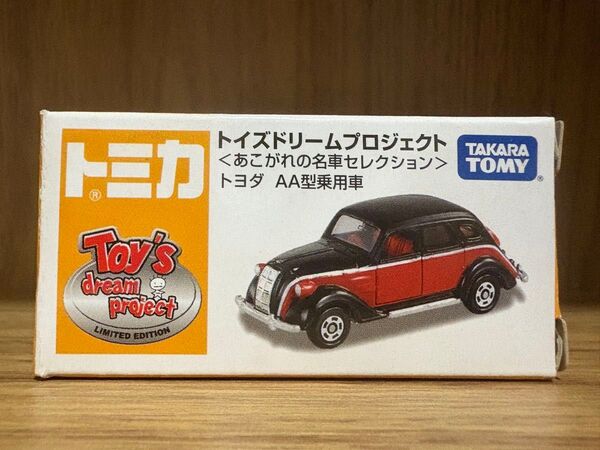 トミカ
®
Toy's
dream
project
LIMITED EDITION
トイズドリームプロジェクト
<あこがれの名車セレクション>
トヨダ AA型乗用車
TAKARA
TOMY
®